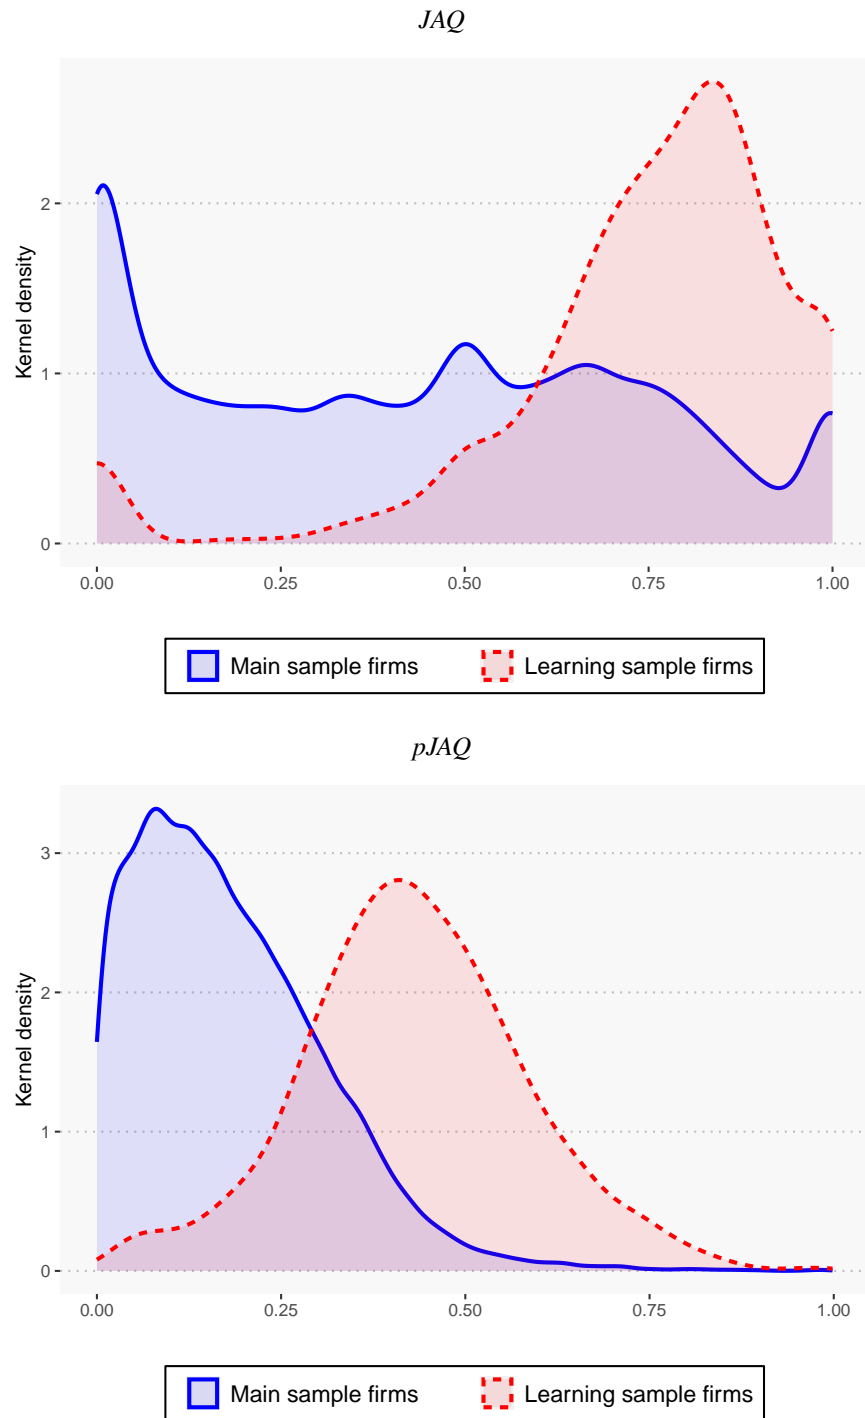 JAQ
Kernel density
2
1
0
0.00 0.25 0.50 0.75 1.00
Main sample firms Learning sample firms
pJAQ
Kernel density
3
2
1
0
0.00 0.25 0.50 0.75 1.00
Main sample firms Learning sample firms